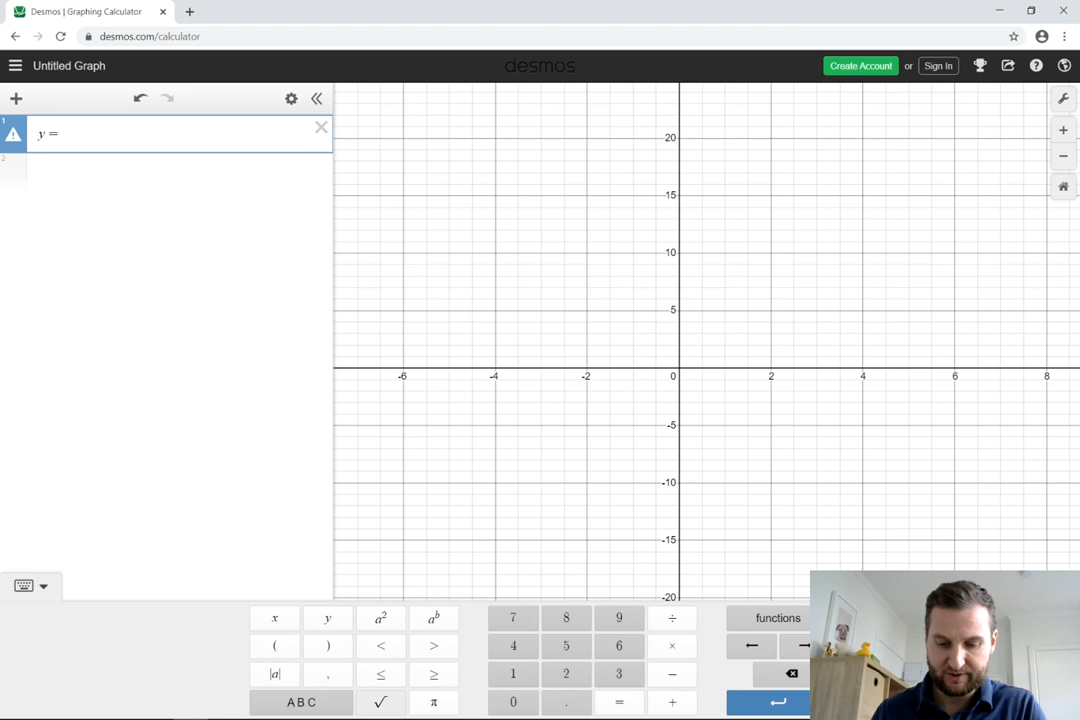 Desmos | Graphing Calculator
desmos.com/calculator
Untitled Graph
desmos
Create Account or Sign In
1
y =
2
20
15
10
5
-6 -4 -2 0 2 4 6 8
-5
-10
-15
-20
x y a² aᵇ 7 8 9 ÷ functions
( ) < > 4 5 6 × ← →
|a| , ≤ ≥ 1 2 3 −
A B C √ π 0 . = +